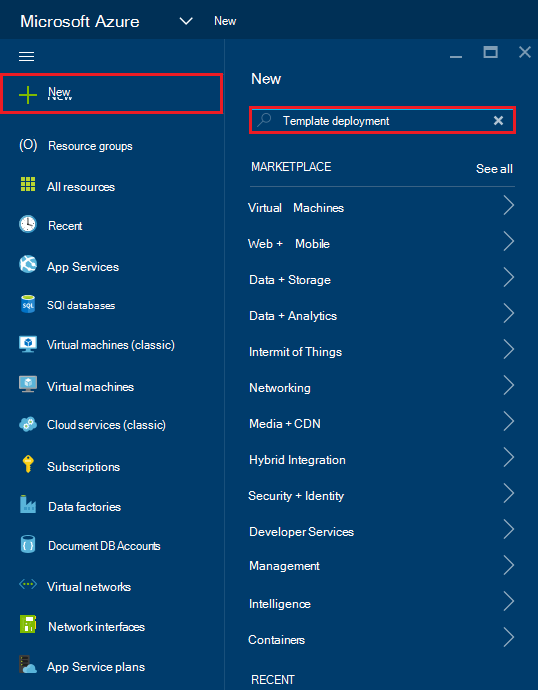 Microsoft Azure
New
New
Resource groups
All resources
Recent
App Services
SQl databases
Virtual machines (classic)
Virtual machines
Cloud services (classic)
Subscriptions
Data factories
Document DB Accounts
Virtual networks
Network interfaces
App Service plans
New
Template deployment
MARKETPLACE
See all
Virtual Machines
Web + Mobile
Data + Storage
Data + Analytics
Intermit of Things
Networking
Media + CDN
Hybrid Integration
Security + Identity
Developer Services
Management
Intelligence
Containers
RECENT